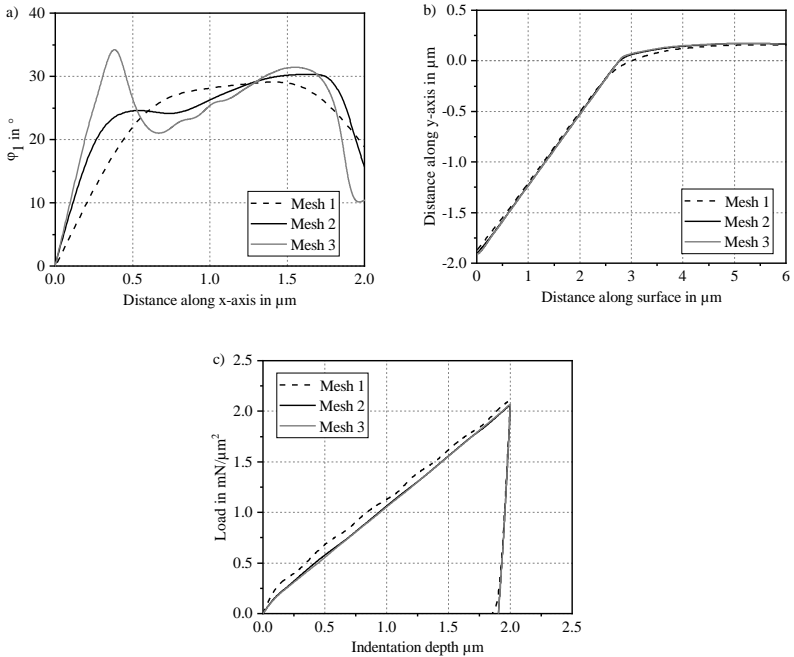 a)
φ1 in °
40
30
20
10
0
0.0 0.5 1.0 1.5 2.0
Distance along x-axis in µm
Mesh 1
Mesh 2
Mesh 3
b)
Distance along y-axis in µm
0.0
-0.5
-1.0
-1.5
-2.0
0 1 2 3 4 5 6
Distance along surface in µm
Mesh 1
Mesh 2
Mesh 3
c)
Load in mN/µm²
2.5
2.0
1.5
1.0
0.5
0.0
0.0 0.5 1.0 1.5 2.0 2.5
Indentation depth µm
Mesh 1
Mesh 2
Mesh 3